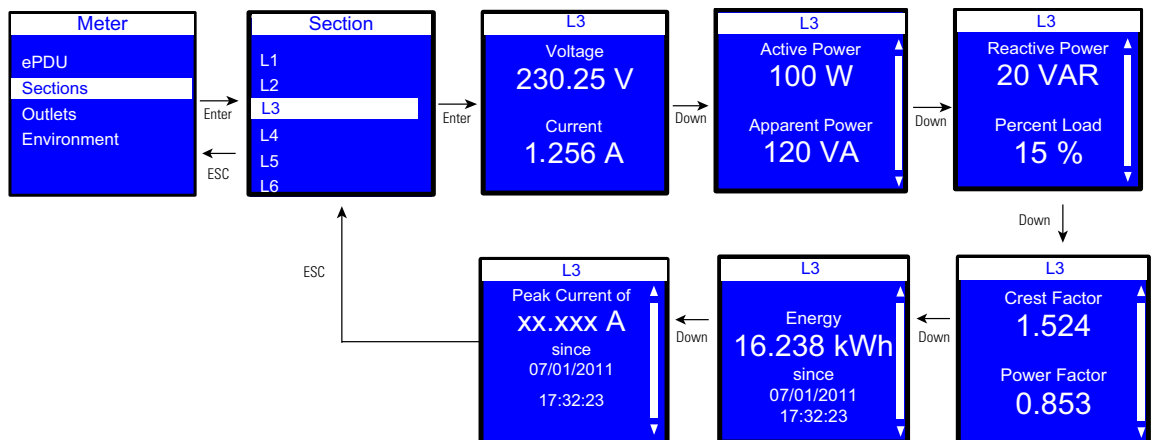 Meter
ePDU
Sections
Outlets
Environment
Enter
ESC
Section
L1
L2
L3
L4
L5
L6
Enter
L3
Voltage
230.25 V
Current
1.256 A
Down
L3
Active Power
100 W
Apparent Power
120 VA
Down
L3
Reactive Power
20 VAR
Percent Load
15 %
Down
L3
Crest Factor
1.524
Power Factor
0.853
Down
L3
Energy
16.238 kWh
since
07/01/2011
17:32:23
Down
L3
Peak Current of
xx.xxx A
since
07/01/2011
17:32:23
ESC